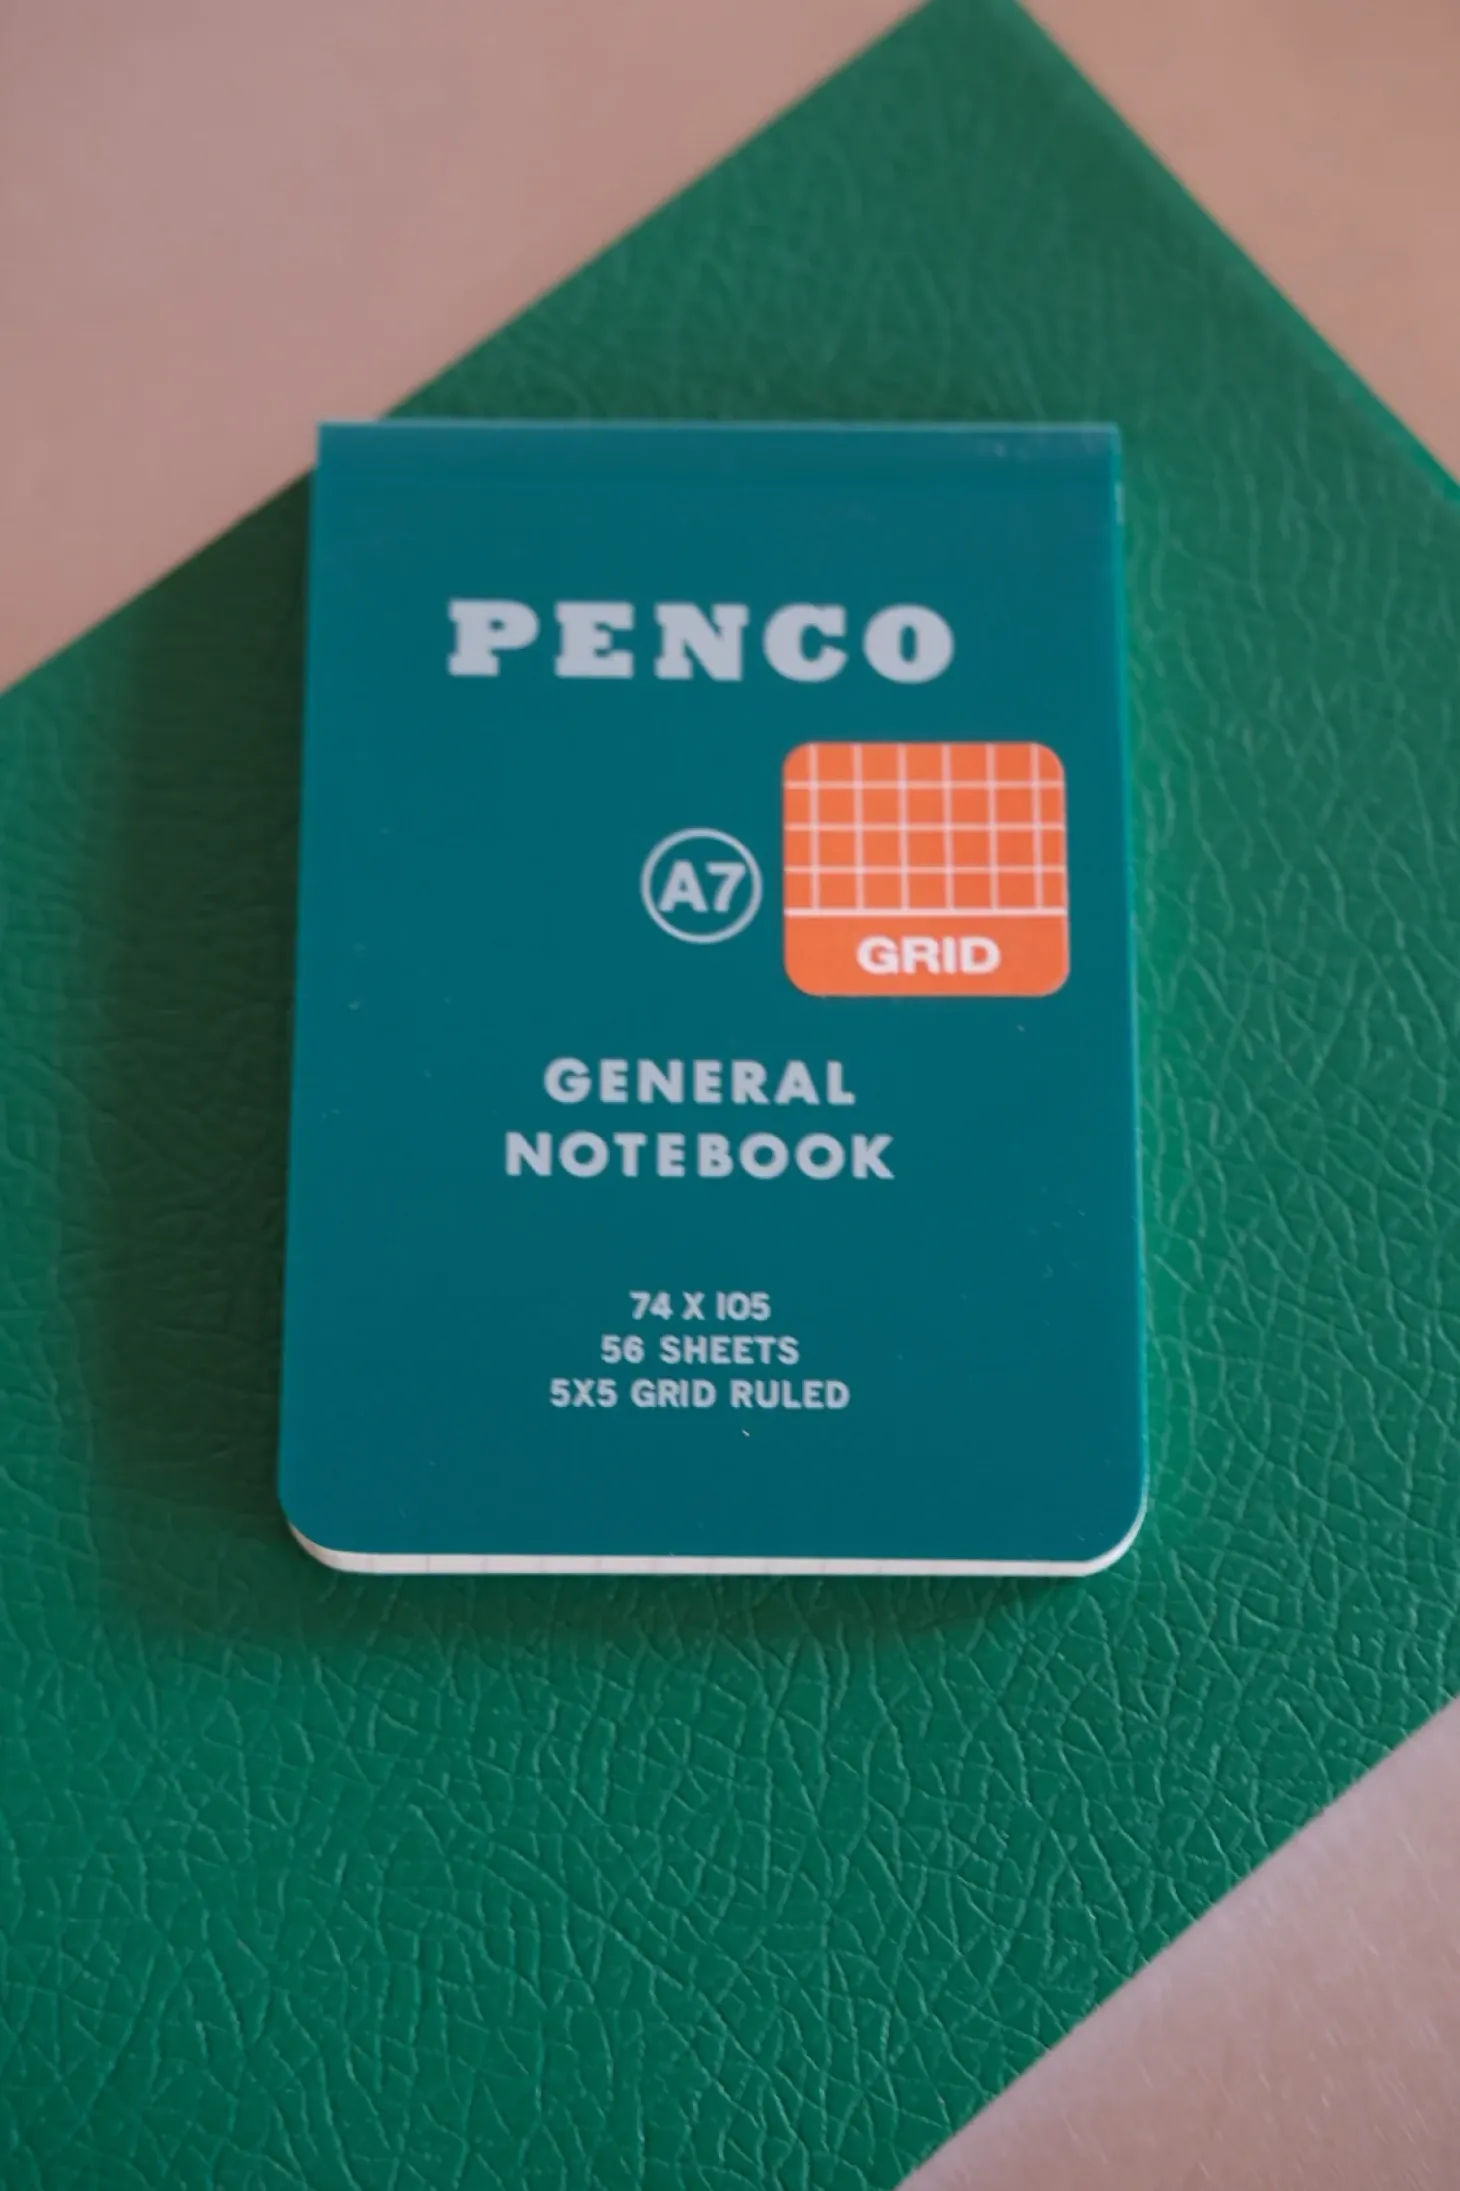 PENCO
A7
GRID
GENERAL
NOTEBOOK
74 X 105
56 SHEETS
5X5 GRID RULED